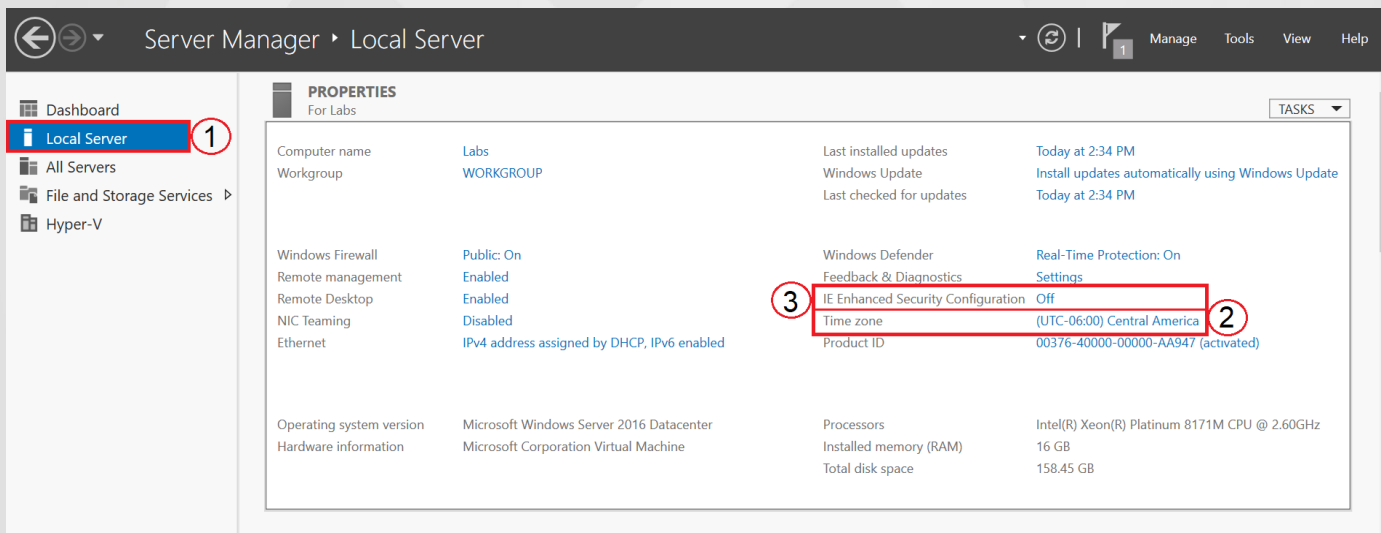 Server Manager ‣ Local Server
1
Manage Tools View Help
Dashboard
Local Server
1
All Servers
File and Storage Services
Hyper-V
PROPERTIES
For Labs
TASKS
Computer name Labs
Workgroup WORKGROUP
Last installed updates Today at 2:34 PM
Windows Update Install updates automatically using Windows Update
Last checked for updates Today at 2:34 PM
Windows Firewall Public: On
Remote management Enabled
Remote Desktop Enabled
NIC Teaming Disabled
Ethernet IPv4 address assigned by DHCP, IPv6 enabled
Windows Defender Real-Time Protection: On
Feedback & Diagnostics Settings
3 IE Enhanced Security Configuration Off
Time zone (UTC-06:00) Central America 2
Product ID 00376-40000-00000-AA947 (activated)
Operating system version Microsoft Windows Server 2016 Datacenter
Hardware information Microsoft Corporation Virtual Machine
Processors Intel(R) Xeon(R) Platinum 8171M CPU @ 2.60GHz
Installed memory (RAM) 16 GB
Total disk space 158.45 GB